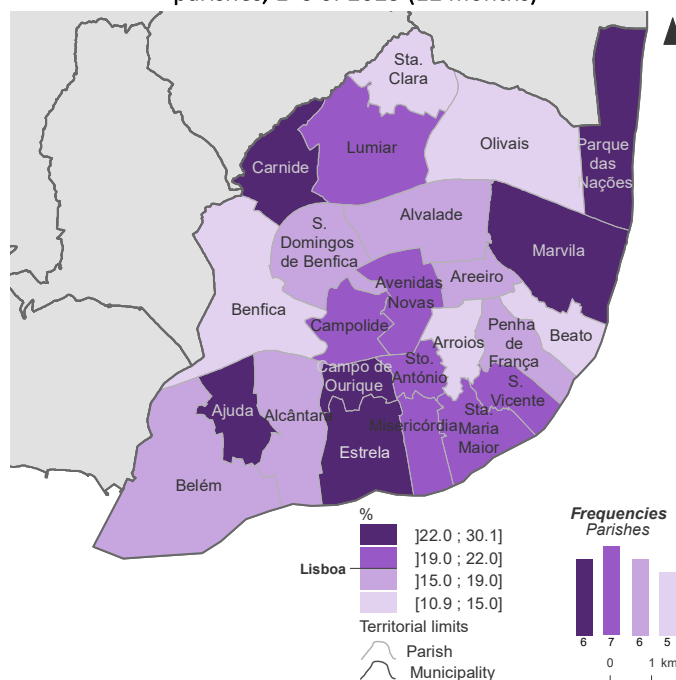 Sta.
Clara
Olivais
Lumiar
Parque
das
Nações
Carnide
Alvalade
S.
Domingos
de Benfica
Marvila
Areeiro
Avenidas
Novas
Benfica
Campolide
Penha
de
França
Beato
Arroios
Sto.
António
Campo de
Ourique
S.
Vicente
Ajuda
Alcântara
Misericórdia
Sta.
Maria
Maior
Estrela
Belém
%
]22.0 ; 30.1]
]19.0 ; 22.0]
Lisboa
]15.0 ; 19.0]
[10.9 ; 15.0]
Territorial limits
Parish
Municipality
Frequencies
Parishes
6 7 6 5
0 1 km